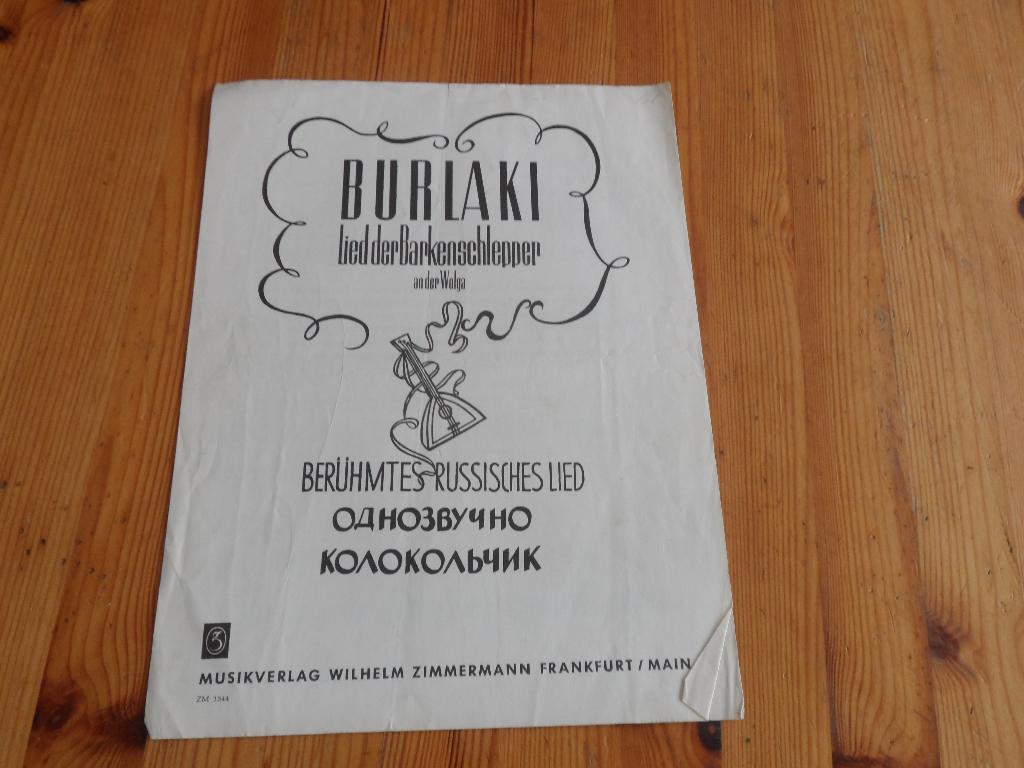 BURLAKI
Lied der Barkenschlepper
an der Wolga
BERÜHMTES RUSSISCHES LIED
ОДНОЗВУЧНО
КОЛОКОЛЬЧИК
MUSIKVERLAG WILHELM ZIMMERMANN FRANKFURT / MAIN
ZM 3344